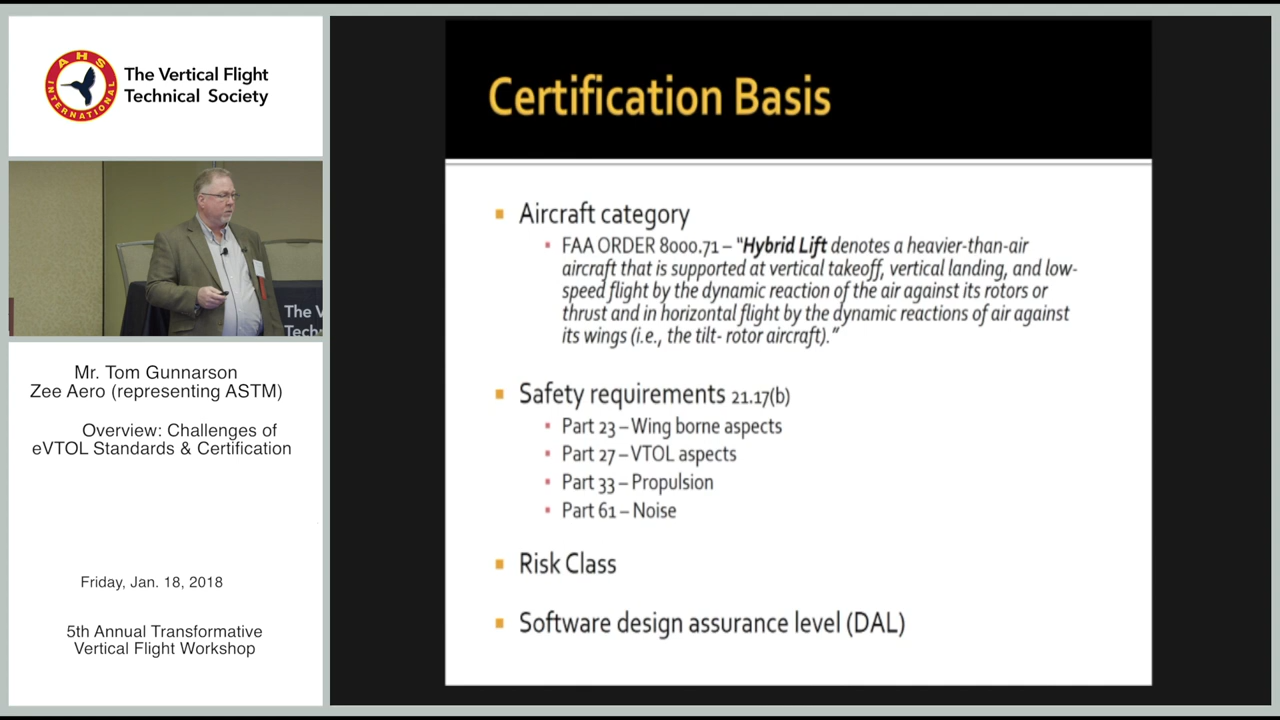 AHS
INTERNATIONAL
The Vertical Flight
Technical Society
The V
Tech
Mr. Tom Gunnarson
Zee Aero (representing ASTM)
Overview: Challenges of
eVTOL Standards & Certification
Friday, Jan. 18, 2018
5th Annual Transformative
Vertical Flight Workshop
Certification Basis
Aircraft category
FAA ORDER 8000.71 – “Hybrid Lift denotes a heavier-than-air
aircraft that is supported at vertical takeoff, vertical landing, and low-
speed flight by the dynamic reaction of the air against its rotors or
thrust and in horizontal flight by the dynamic reactions of air against
its wings (i.e., the tilt- rotor aircraft).”
Safety requirements 21.17(b)
Part 23 – Wing borne aspects
Part 27 – VTOL aspects
Part 33 – Propulsion
Part 61 – Noise
Risk Class
Software design assurance level (DAL)